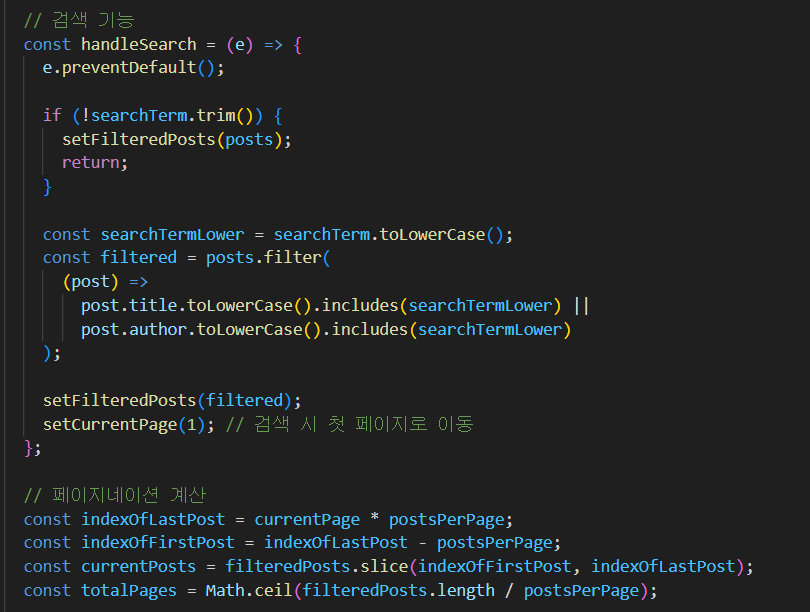 // 검색 기능
const handleSearch = (e) => {
e.preventDefault();
if (!searchTerm.trim()) {
setFilteredPosts(posts);
return;
}
const searchTermLower = searchTerm.toLowerCase();
const filtered = posts.filter(
(post) =>
post.title.toLowerCase().includes(searchTermLower) ||
post.author.toLowerCase().includes(searchTermLower)
);
setFilteredPosts(filtered);
setCurrentPage(1); // 검색 시 첫 페이지로 이동
};
// 페이지네이션 계산
const indexOfLastPost = currentPage * postsPerPage;
const indexOfFirstPost = indexOfLastPost - postsPerPage;
const currentPosts = filteredPosts.slice(indexOfFirstPost, indexOfLastPost);
const totalPages = Math.ceil(filteredPosts.length / postsPerPage);